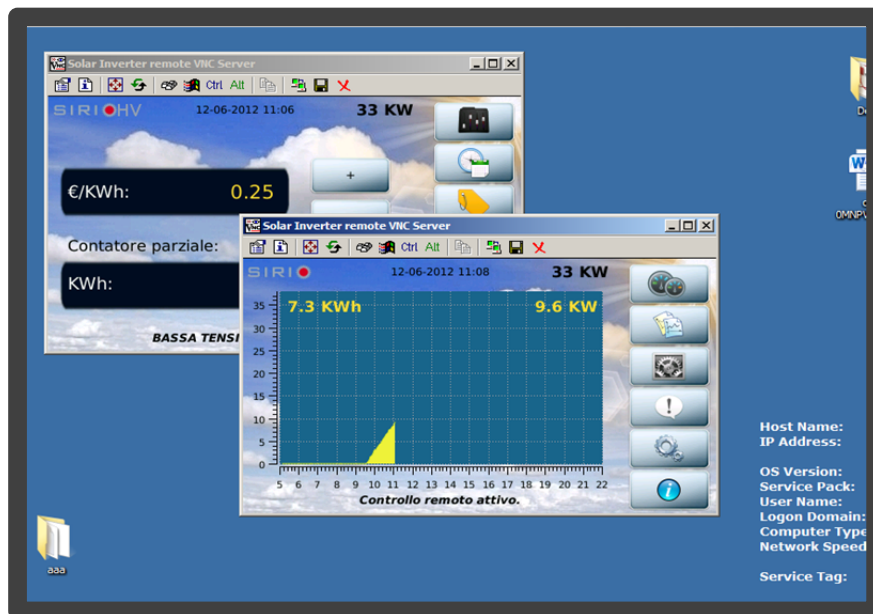 Solar Inverter remote VNC Server
Ctrl Alt
SIRIO HV
12-06-2012 11:06
33 KW
€/KWh: 0.25
+
Contatore parziale:
KWh:
BASSA TENSI
Solar Inverter remote VNC Server
Ctrl Alt
SIRIO
12-06-2012 11:08
33 KW
7.3 KWh
9.6 KW
35
30
25
20
15
10
5
0
5 6 7 8 9 10 11 12 13 14 15 16 17 18 19 20 21 22
Controllo remoto attivo.
De
0MNPV
aaa
Host Name:
IP Address:
OS Version:
Service Pack:
User Name:
Logon Domain:
Computer Type
Network Speed
Service Tag: